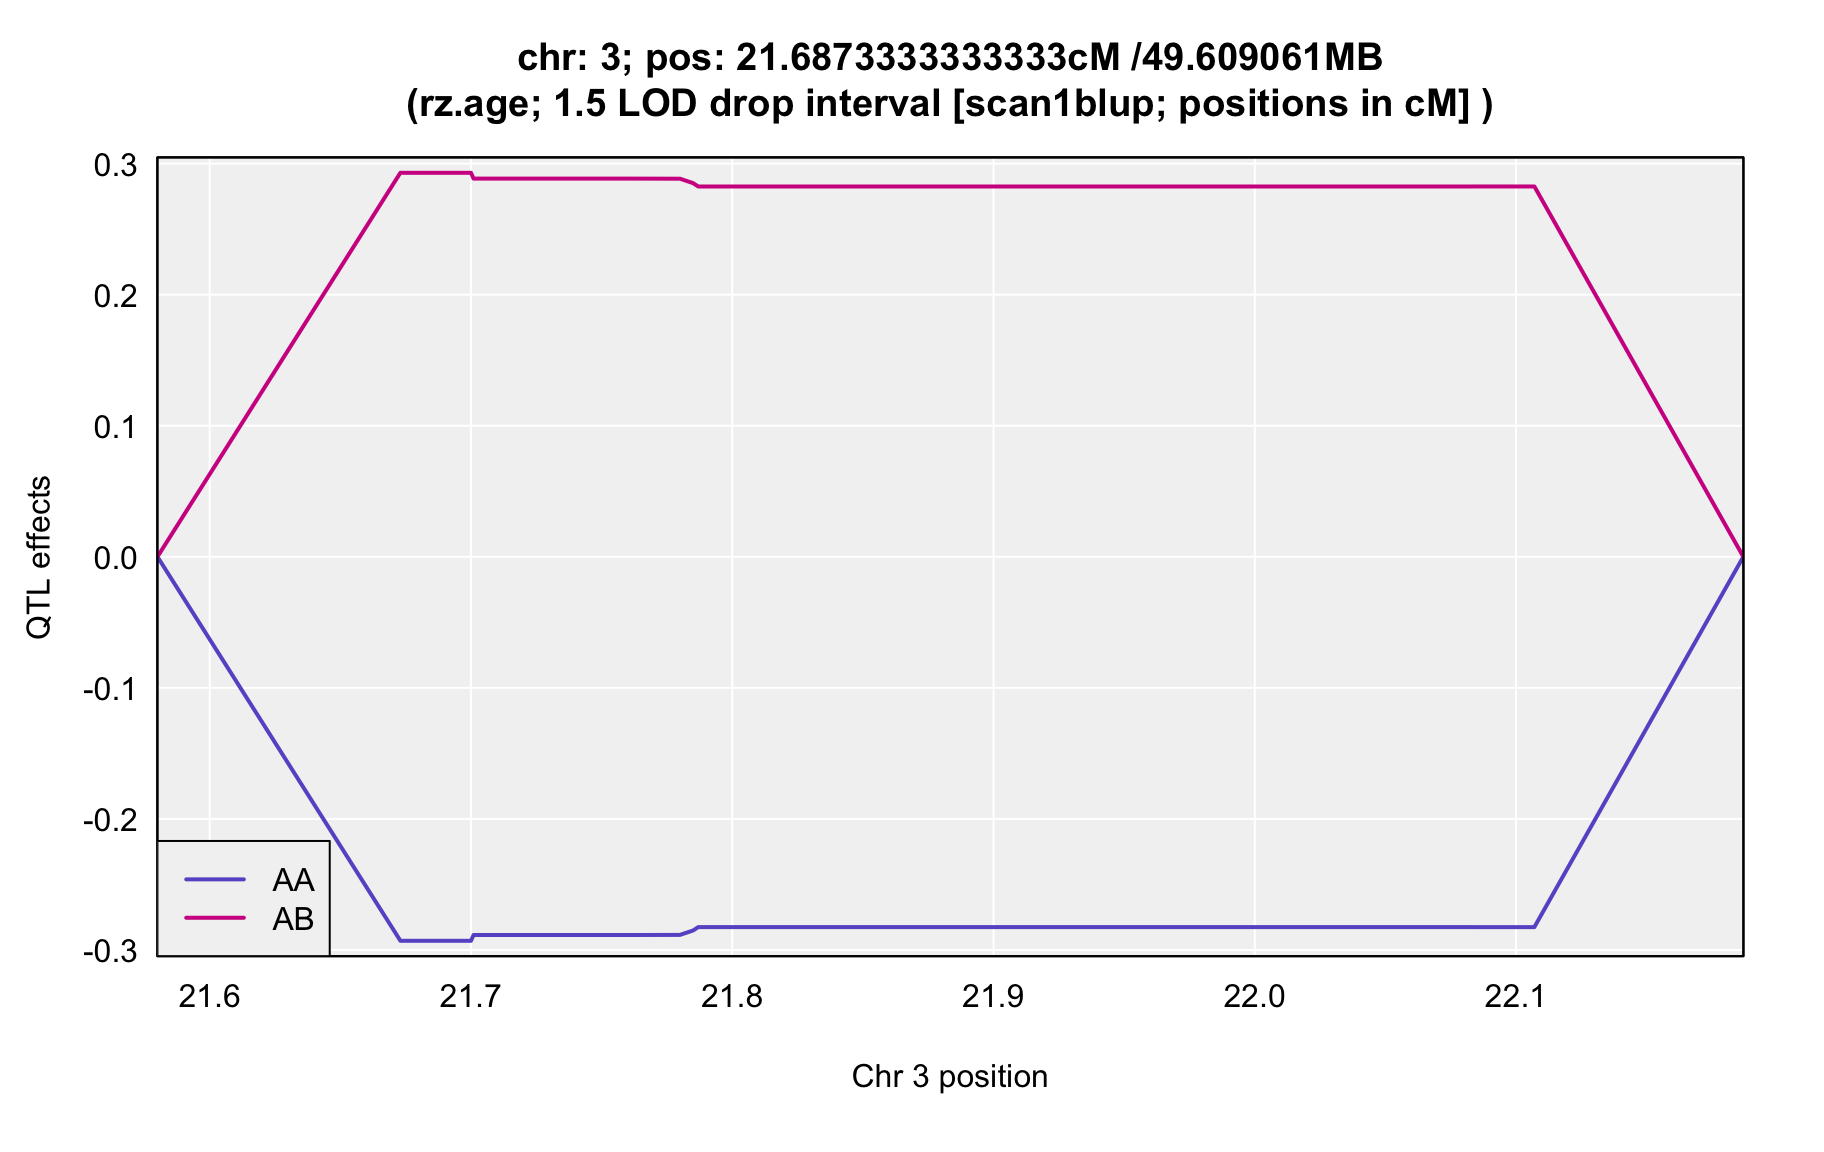 chr: 3; pos: 21.6873333333333cM /49.609061MB
(rz.age; 1.5 LOD drop interval [scan1blup; positions in cM] )
0.3
0.2
0.1
0.0
-0.1
-0.2
-0.3
QTL effects
AA
AB
21.6 21.7 21.8 21.9 22.0 22.1
Chr 3 position